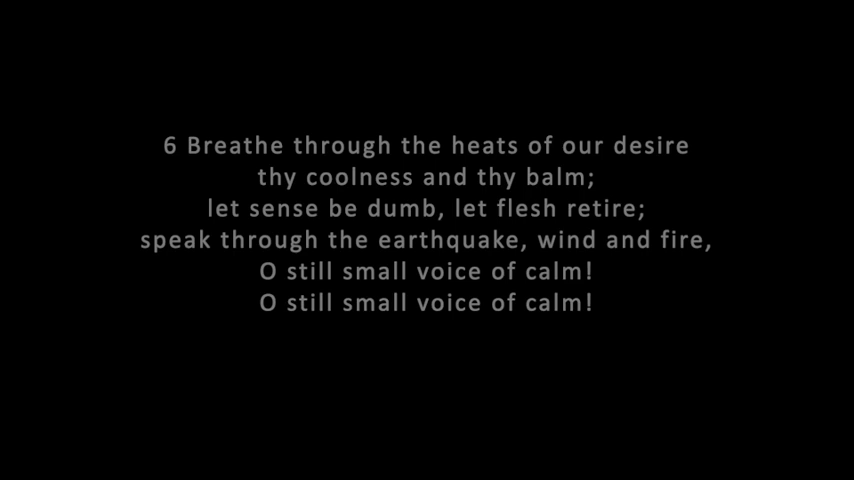 6 Breathe through the heats of our desire
thy coolness and thy balm;
let sense be dumb, let flesh retire;
speak through the earthquake, wind and fire,
O still small voice of calm!
O still small voice of calm!